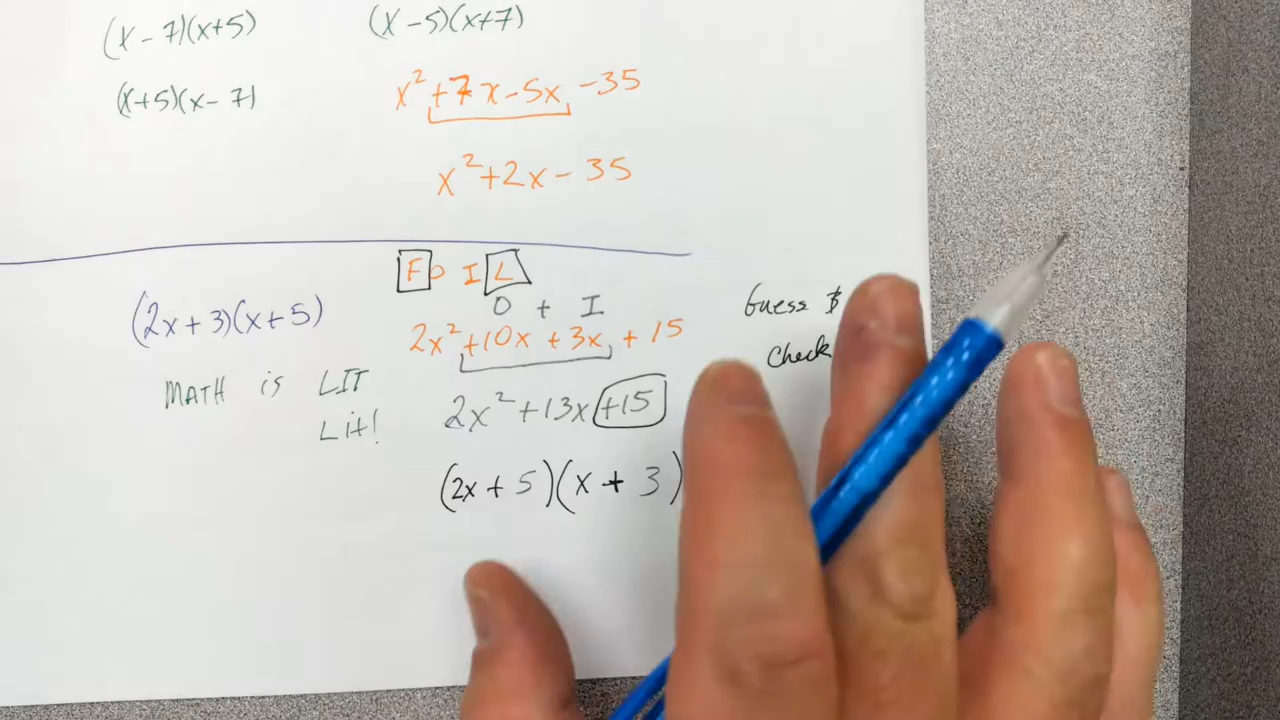 (x-7)(x+5)
(x+5)(x-7)
(x-5)(x+7)
x²+7x-5x-35
x²+2x-35
(2x+3)(x+5)
MATH is LIT
Lit!
FOIL
O + I
2x²+10x+3x+15
2x²+13x+15
(2x+5)(x+3)
Guess &
check